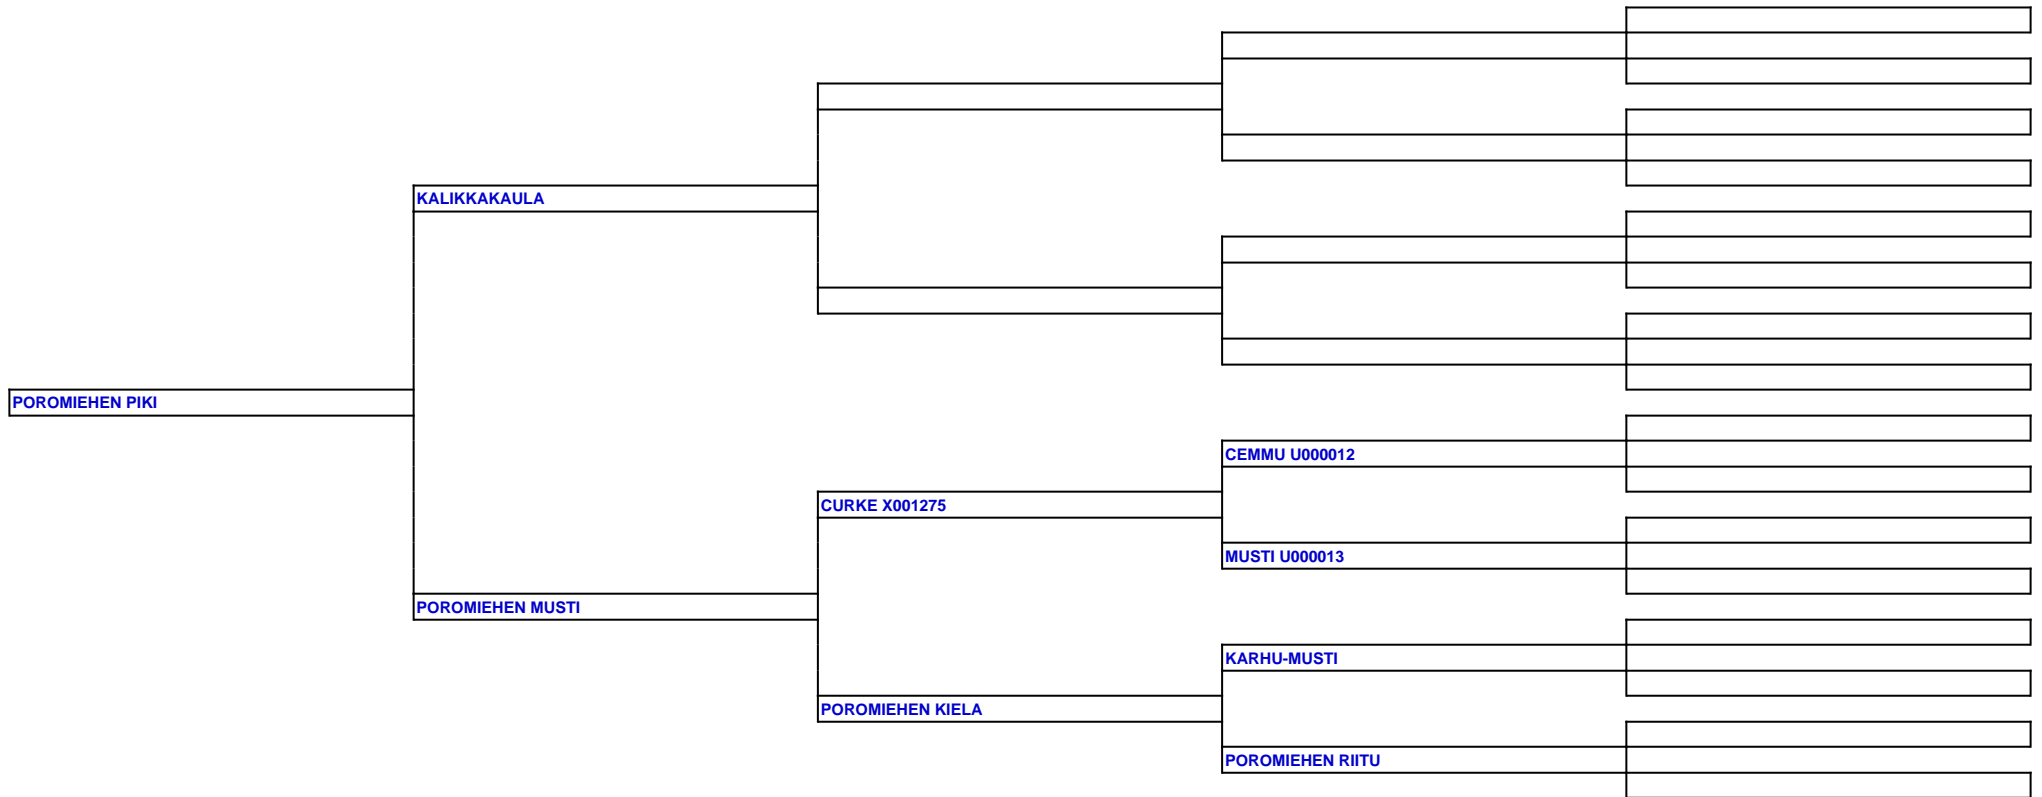 KALIKKAKAULA
POROMIEHEN PIKI
CEMMU U000012
CURKE X001275
MUSTI U000013
POROMIEHEN MUSTI
KARHU-MUSTI
POROMIEHEN KIELA
POROMIEHEN RIITU